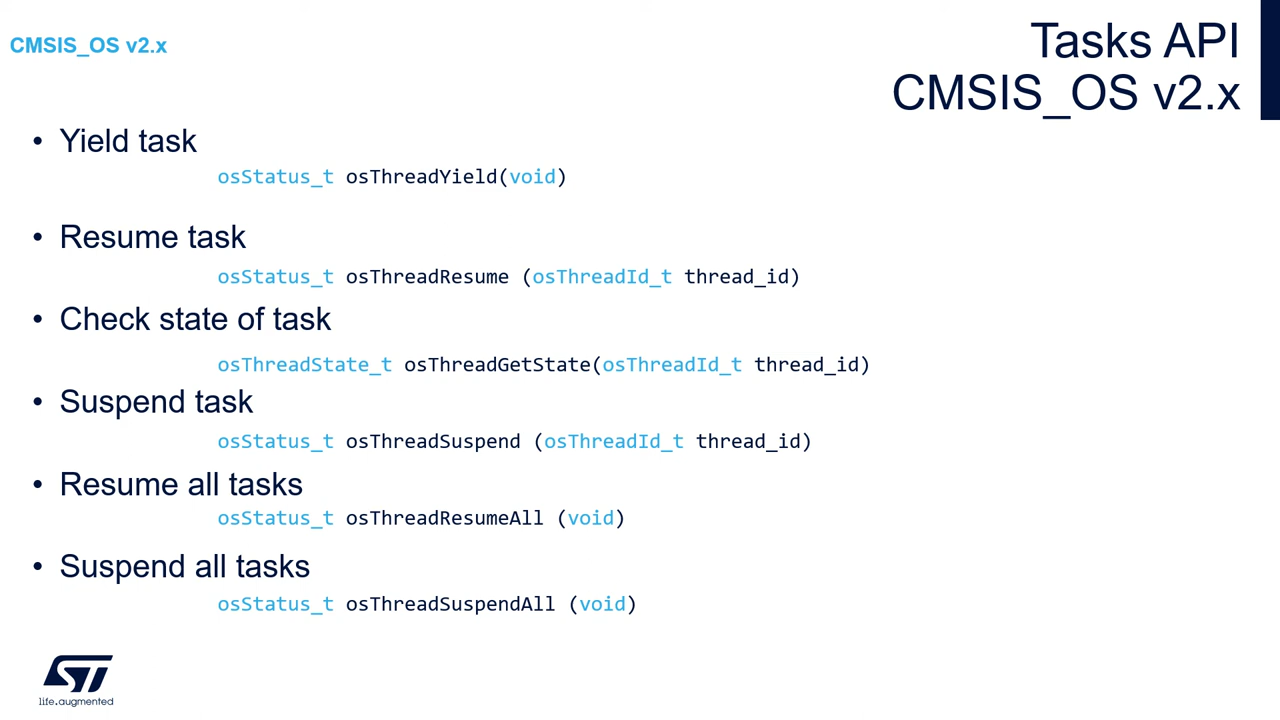 CMSIS_OS v2.x
Tasks API
CMSIS_OS v2.x
• Yield task
osStatus_t osThreadYield(void)
• Resume task
osStatus_t osThreadResume (osThreadId_t thread_id)
• Check state of task
osThreadState_t osThreadGetState(osThreadId_t thread_id)
• Suspend task
osStatus_t osThreadSuspend (osThreadId_t thread_id)
• Resume all tasks
osStatus_t osThreadResumeAll (void)
• Suspend all tasks
osStatus_t osThreadSuspendAll (void)
ST
life.augmented